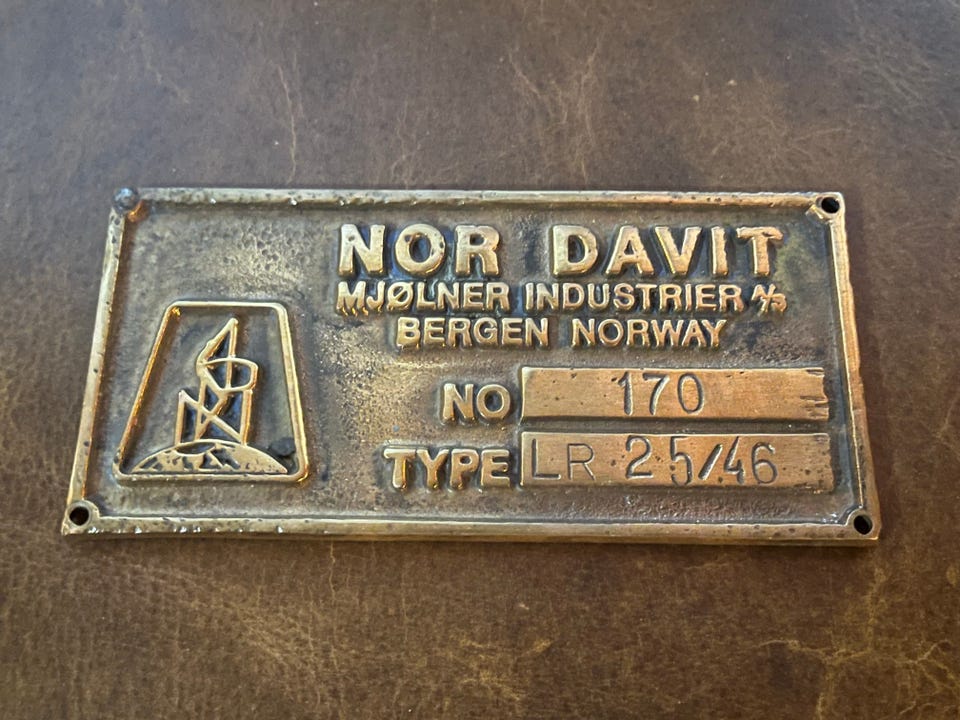 NOR DAVIT
MJØLNER INDUSTRIER A/S
BERGEN NORWAY
NO 170
TYPE LR 25/46